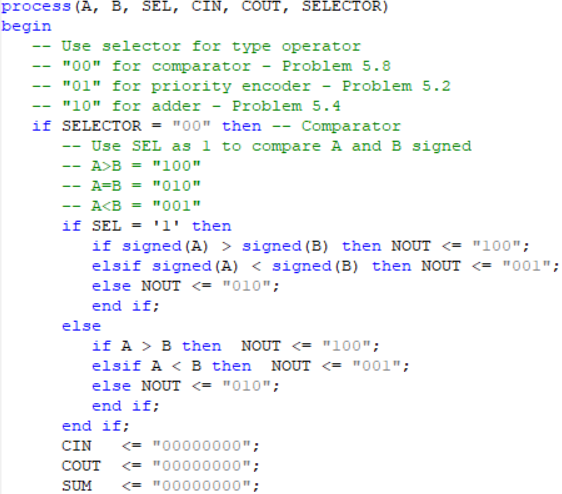 process(A, B, SEL, CIN, COUT, SELECTOR)
begin
-- Use selector for type operator
-- "00" for comparator - Problem 5.8
-- "01" for priority encoder - Problem 5.2
-- "10" for adder - Problem 5.4
if SELECTOR = "00" then -- Comparator
-- Use SEL as 1 to compare A and B signed
-- A>B = "100"
-- A=B = "010"
-- A<B = "001"
if SEL = '1' then
if signed(A) > signed(B) then NOUT <= "100";
elsif signed(A) < signed(B) then NOUT <= "001";
else NOUT <= "010";
end if;
else
if A > B then  NOUT <= "100";
elsif A < B then  NOUT <= "001";
else NOUT <= "010";
end if;
end if;
CIN   <= "00000000";
COUT  <= "00000000";
SUM   <= "00000000";